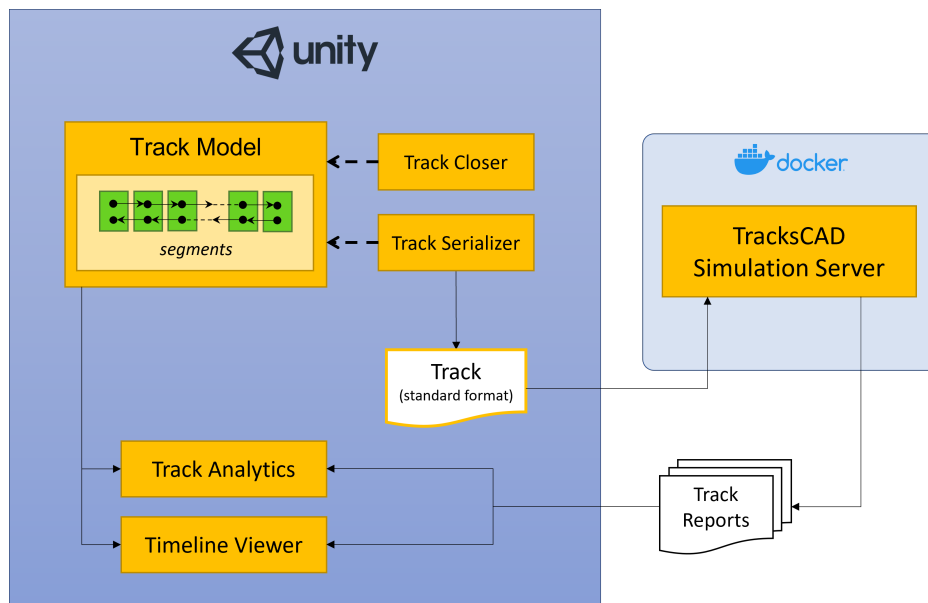 unity
Track Model
segments
Track Closer
Track Serializer
Track
(standard format)
Track Analytics
Timeline Viewer
docker
TracksCAD
Simulation Server
Track
Reports